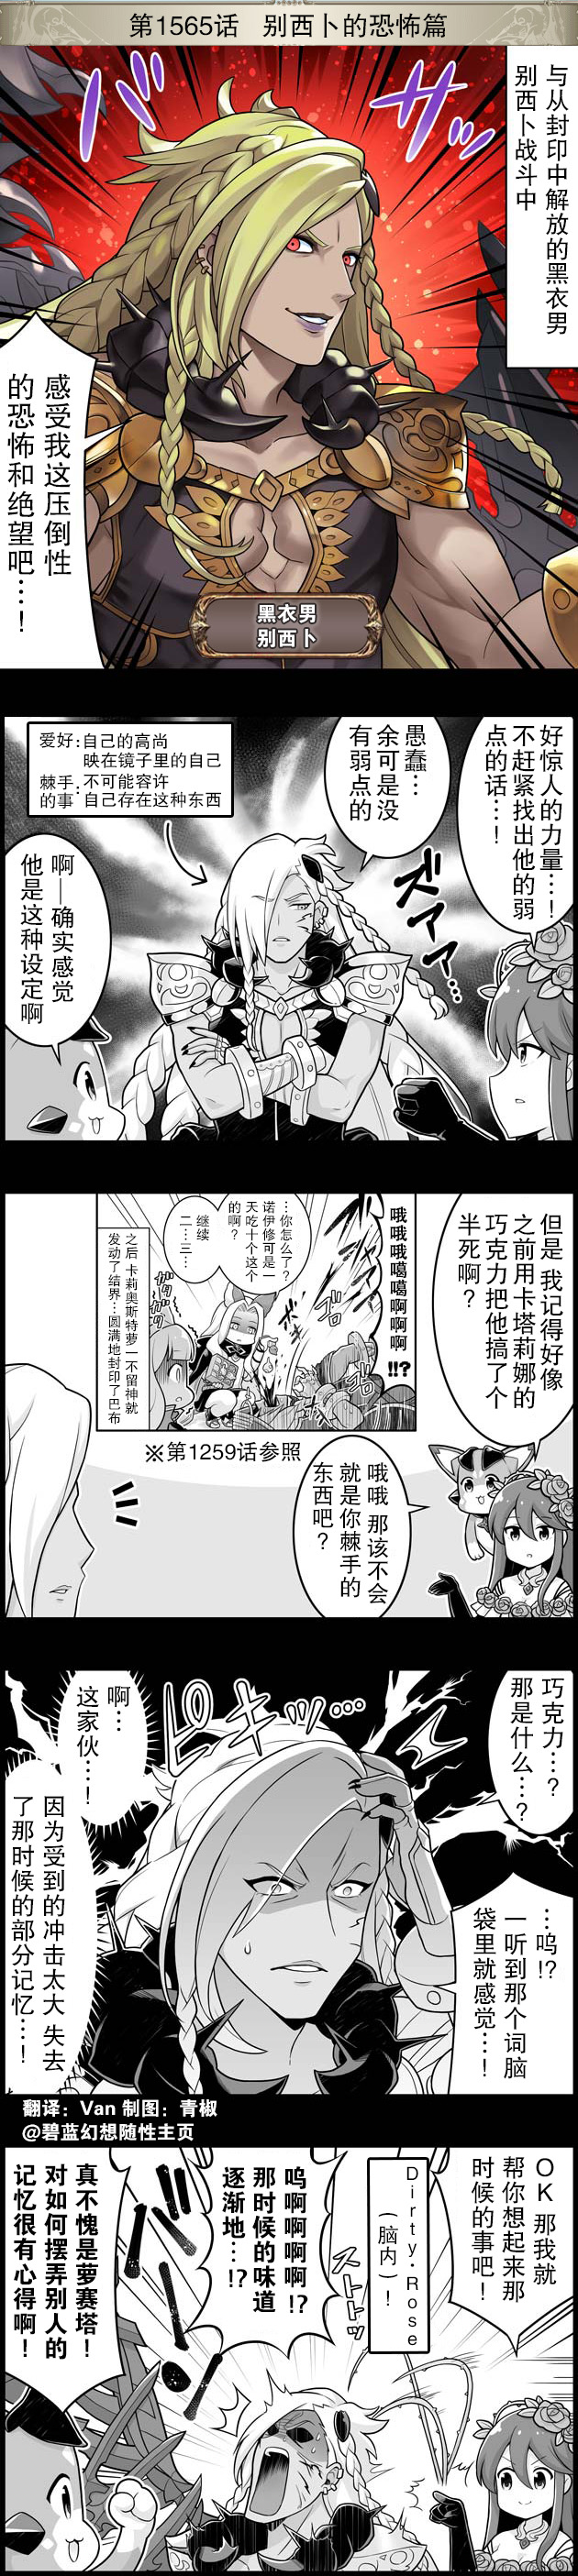 第1565话 别西卜的恐怖篇
与从封印中解放的黑衣男
别西卜战斗中
感受我这压倒性
的恐怖和绝望吧…！
黑衣男
别西卜
好惊人的力量…！
不赶紧找出他的弱
点的话…！
愚蠢…
余可是没
有弱点的
爱好：自己的高尚
映在镜子里的自己
棘手：不可能容许
的事：自己存在这种东西
ズアアァ…
啊—确实感觉
他是这种设定啊
但是 我记得好像
之前用卡塔莉娜的
巧克力把他搞了个
半死啊？
哦哦哦噶噶啊啊啊!!?
…你怎么了？
诺伊修可是一
天吃十个这个
的啊？
继续
二…三…
之后 卡莉奥斯特萝一不留神就
发动了结界…圆满地封印了巴布
※第1259话参照
哦哦 那该不会
就是你棘手的
东西吧？
巧克力…？
那是什么…？
ピキッ…
…呜!?
一听到那个词脑
袋里就感觉…！
啊…
这家伙…！
因为受到的冲击太大 失去
了那时候的部分记忆…！
翻译：Van 制图：青椒
@碧蓝幻想随性主页
OK 那我就
帮你想起来那
时候的事吧！
Dirty·Rose
（脑内）！
ストトトッ
呜啊啊啊啊!?
那时候的味道
逐渐地…!?
真不愧是萝赛塔！
对如何摆弄别人的
记忆很有心得啊！